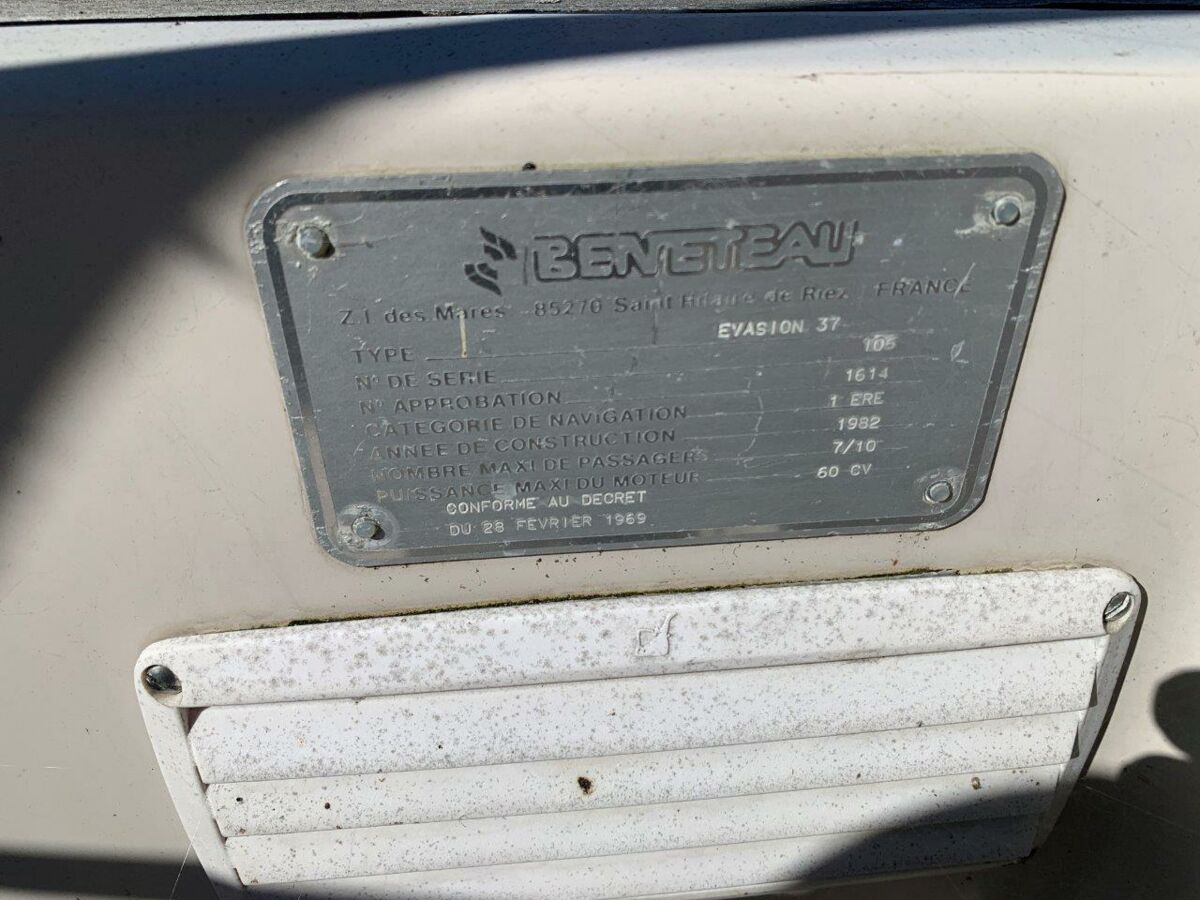 BENETEAU
Z.I des Mares 85270 Saint Hilaire de Riez FRANCE
TYPE EVASION 37
N° DE SERIE 105
N° APPROBATION 1614
CATEGORIE DE NAVIGATION 1 ERE
ANNEE DE CONSTRUCTION 1982
NOMBRE MAXI DE PASSAGERS 7/10
PUISSANCE MAXI DU MOTEUR 60 CV
CONFORME AU DECRET
DU 28 FEVRIER 1969